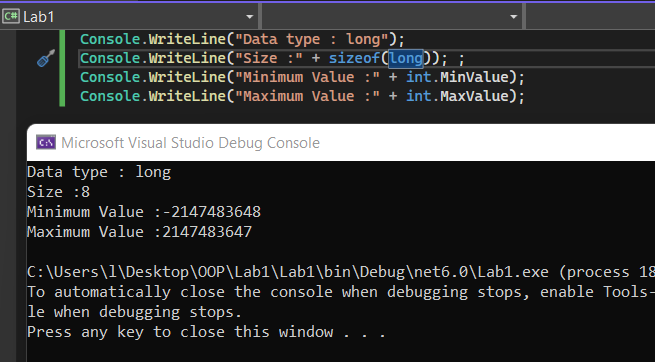 C# Lab1
Console.WriteLine("Data type : long");
Console.WriteLine("Size :" + sizeof(long)); ;
Console.WriteLine("Minimum Value :" + int.MinValue);
Console.WriteLine("Maximum Value :" + int.MaxValue);
C:\ Microsoft Visual Studio Debug Console
Data type : long
Size :8
Minimum Value :-2147483648
Maximum Value :2147483647
C:\Users\l\Desktop\OOP\Lab1\Lab1\bin\Debug\net6.0\Lab1.exe (process 18
To automatically close the console when debugging stops, enable Tools-
le when debugging stops.
Press any key to close this window . . .